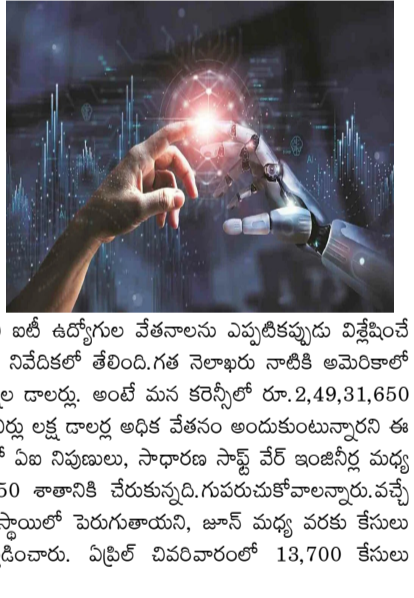 ఐటీ ఉద్యోగుల వేతనాలను ఎప్పటికప్పుడు విశ్లేషించే
నివేదికలో తేలింది.గత నెలాఖరు నాటికి అమెరికాలో
డాలర్లు. అంటే మన కరెన్సీలో రూ.2,49,31,650
లక్ష డాలర్ల అధిక వేతనం అందుకుంటున్నారని ఈ
ఏఐ నిపుణులు, సాధారణ సాఫ్ట్ వేర్ ఇంజినీర్ల మధ్య
50 శాతానికి చేరుకున్నది.గుపరుచుకోవాలన్నారు.వచ్చే
స్థాయిలో పెరుగుతాయని, జూన్ మధ్య వరకు కేసులు
ఏప్రిల్ చివరివారంలో 13,700 కేసులు